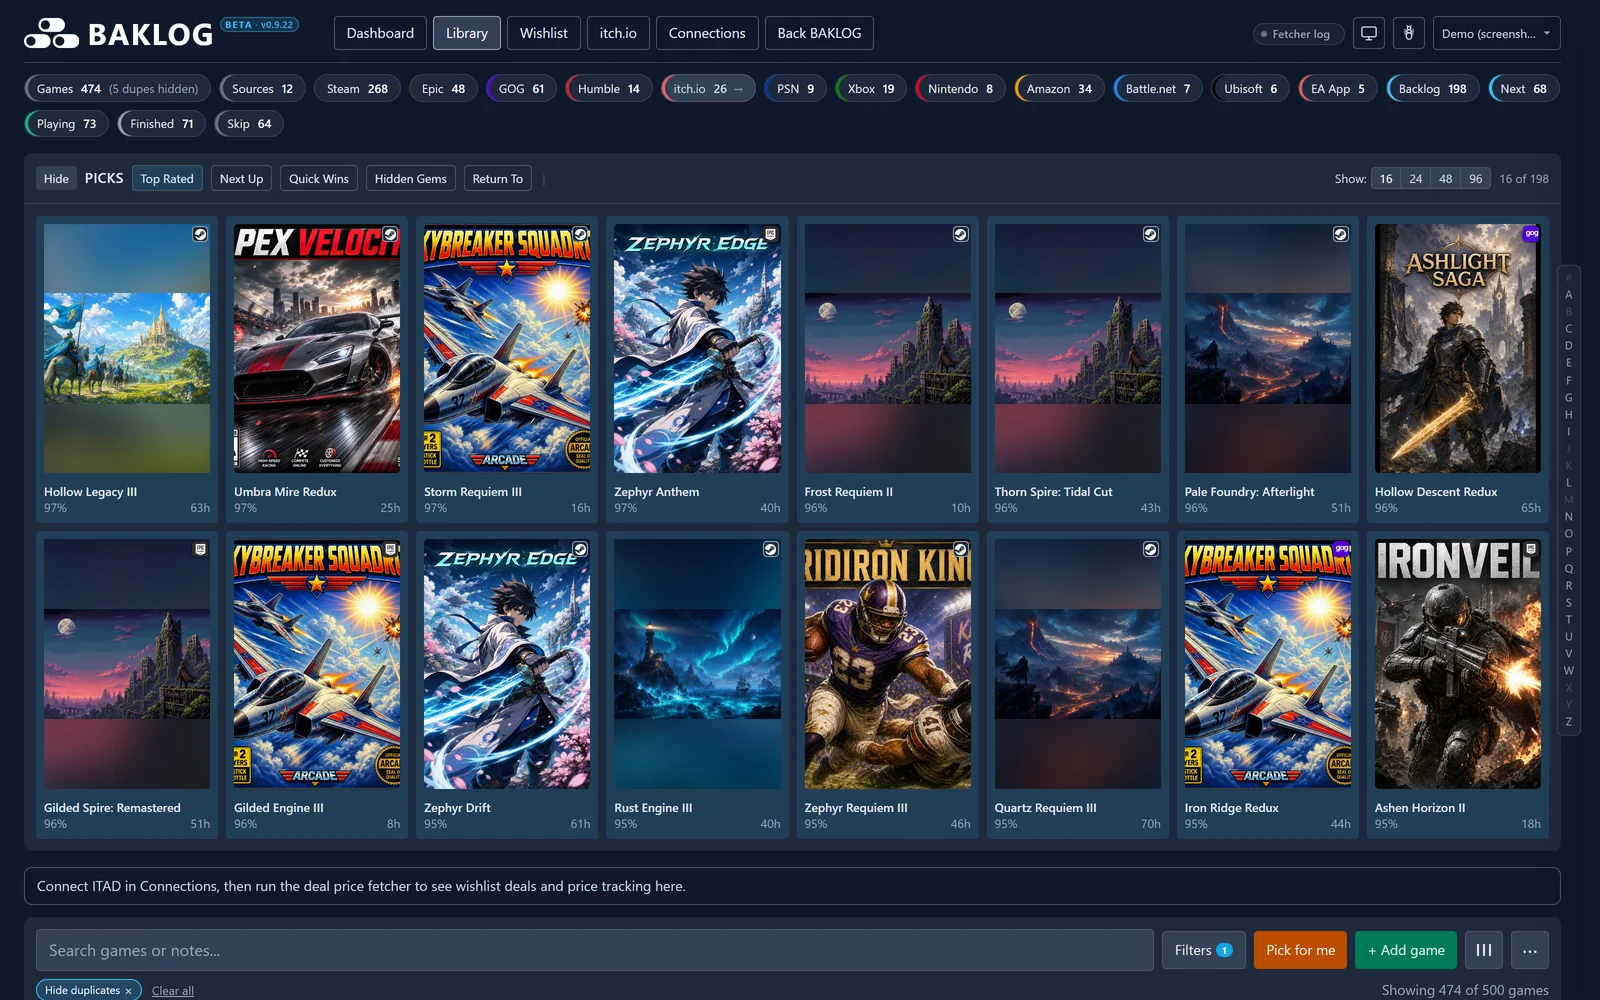 BAKLOG BETA · v0.9.22 Dashboard Library Wishlist itch.io Connections Back BAKLOG Fetcher log Demo (screensh...
Games 474 (5 dupes hidden) Sources 12 Steam 268 Epic 48 GOG 61 Humble 14 itch.io 26 → PSN 9 Xbox 19 Nintendo 8 Amazon 34 Battle.net 7 Ubisoft 6 EA App 5 Backlog 198 Next 68
Playing 73 Finished 71 Skip 64
Hide PICKS Top Rated Next Up Quick Wins Hidden Gems Return To Show: 16 24 48 96 16 of 198
PEX VELOCIT
YBREAKER SQUADR
ZEPHYR EDGE
ASHLIGHT
SAGA
ARCADE
Hollow Legacy III
97% 63h
Umbra Mire Redux
97% 25h
Storm Requiem III
97% 16h
Zephyr Anthem
97% 40h
Frost Requiem II
96% 10h
Thorn Spire: Tidal Cut
96% 43h
Pale Foundry: Afterlight
96% 51h
Hollow Descent Redux
96% 65h
YBREAKER SQUADR
ZEPHYR EDGE
RIDIRON KIN
YBREAKER SQUADR
IRONVEIL
ARCADE
ARCADE
Gilded Spire: Remastered
96% 51h
Gilded Engine III
96% 8h
Zephyr Drift
95% 61h
Rust Engine III
95% 40h
Zephyr Requiem III
95% 46h
Quartz Requiem III
95% 70h
Iron Ridge Redux
95% 44h
Ashen Horizon II
95% 18h
#
A
B
C
D
E
F
G
H
I
J
K
L
M
N
O
P
Q
R
S
T
U
V
W
X
Y
Z
Connect ITAD in Connections, then run the deal price fetcher to see wishlist deals and price tracking here.
Search games or notes... Filters 1 Pick for me + Add game ...
Hide duplicates × Clear all Showing 474 of 500 games